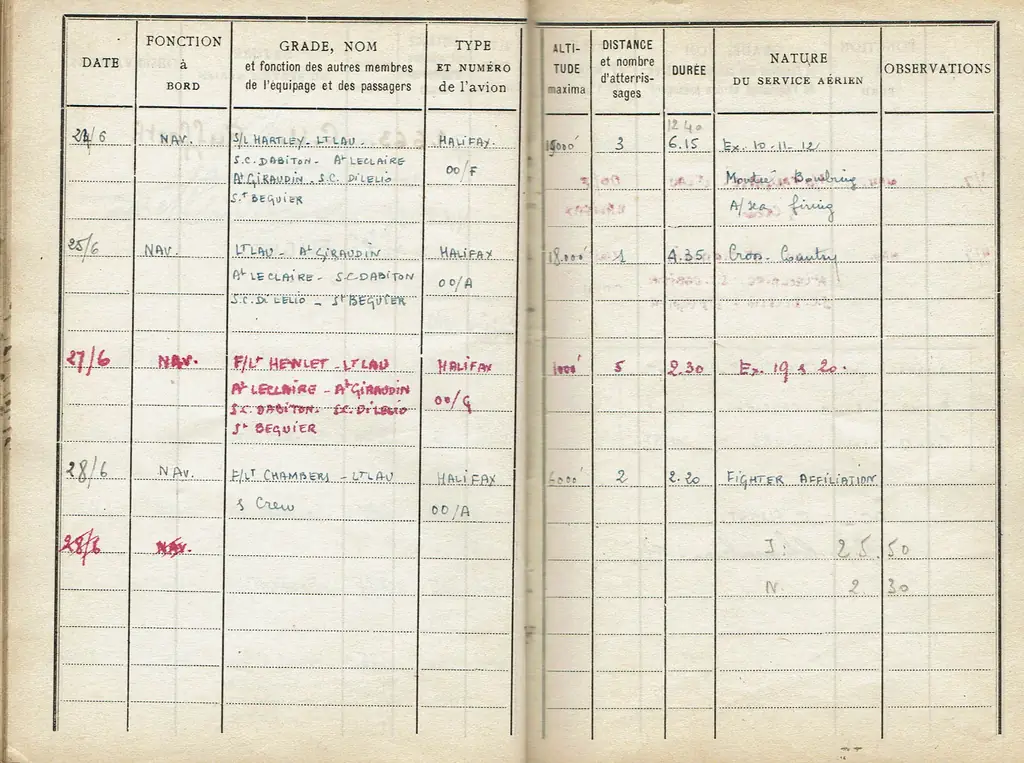 DATE
FONCTION
à
BORD
GRADE, NOM
et fonction des autres membres
de l'équipage et des passagers
TYPE
ET NUMÉRO
de l'avion
ALTI-
TUDE
maxima
DISTANCE
et nombre
d'atterris-
sages
DURÉE
NATURE
DU SERVICE AÉRIEN
OBSERVATIONS
12 40
24/6 NAV. S/L HARTLEY. LT LAU. HALIFAX. 15000' 3 6.15 Ex. 10-11-12
S.C. DABITON - At LECLAIRE
At GIRAUDIN. S.C. DI LELIO 00/F Bombing
St BEGUIER A/sea firing
25/6 NAV. LT LAU - At GIRAUDIN HALIFAX 18.000' 1 4.35 Cross-Country
At LECLAIRE - S.C. DABITON 00/A
S.C. DI LELIO - St BEGUIER
27/6 NAV. F/Lt HEWLET - LT LAU HALIFAX 1000' 5 2.30 Ex. 19 & 20.
At LECLAIRE - At GIRAUDIN 00/G
S.C. DABITON. S.C. DI LELIO
St BEGUIER
28/6 NAV. F/LT CHAMBERS - LT LAU HALIFAX 6000' 2 2.20 FIGHTER AFFILIATION
& Crew 00/A
28/6 NAV. J: 25.50
N. 2 30